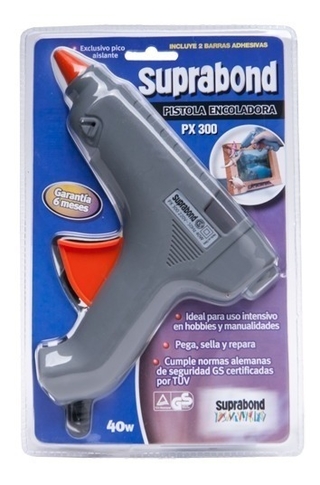 INCLUYE 2 BARRAS ADHESIVAS
• Exclusivo pico
aislante
suprabond
PISTOLA ENCOLADORA
PX 300
Garantía
6 meses
suprabond
• Ideal para uso intensivo
en hobbies y manualidades
• Pega, sella y repara
• Cumple normas alemanas
de seguridad GS certificadas
por TÜV
40w
suprabond